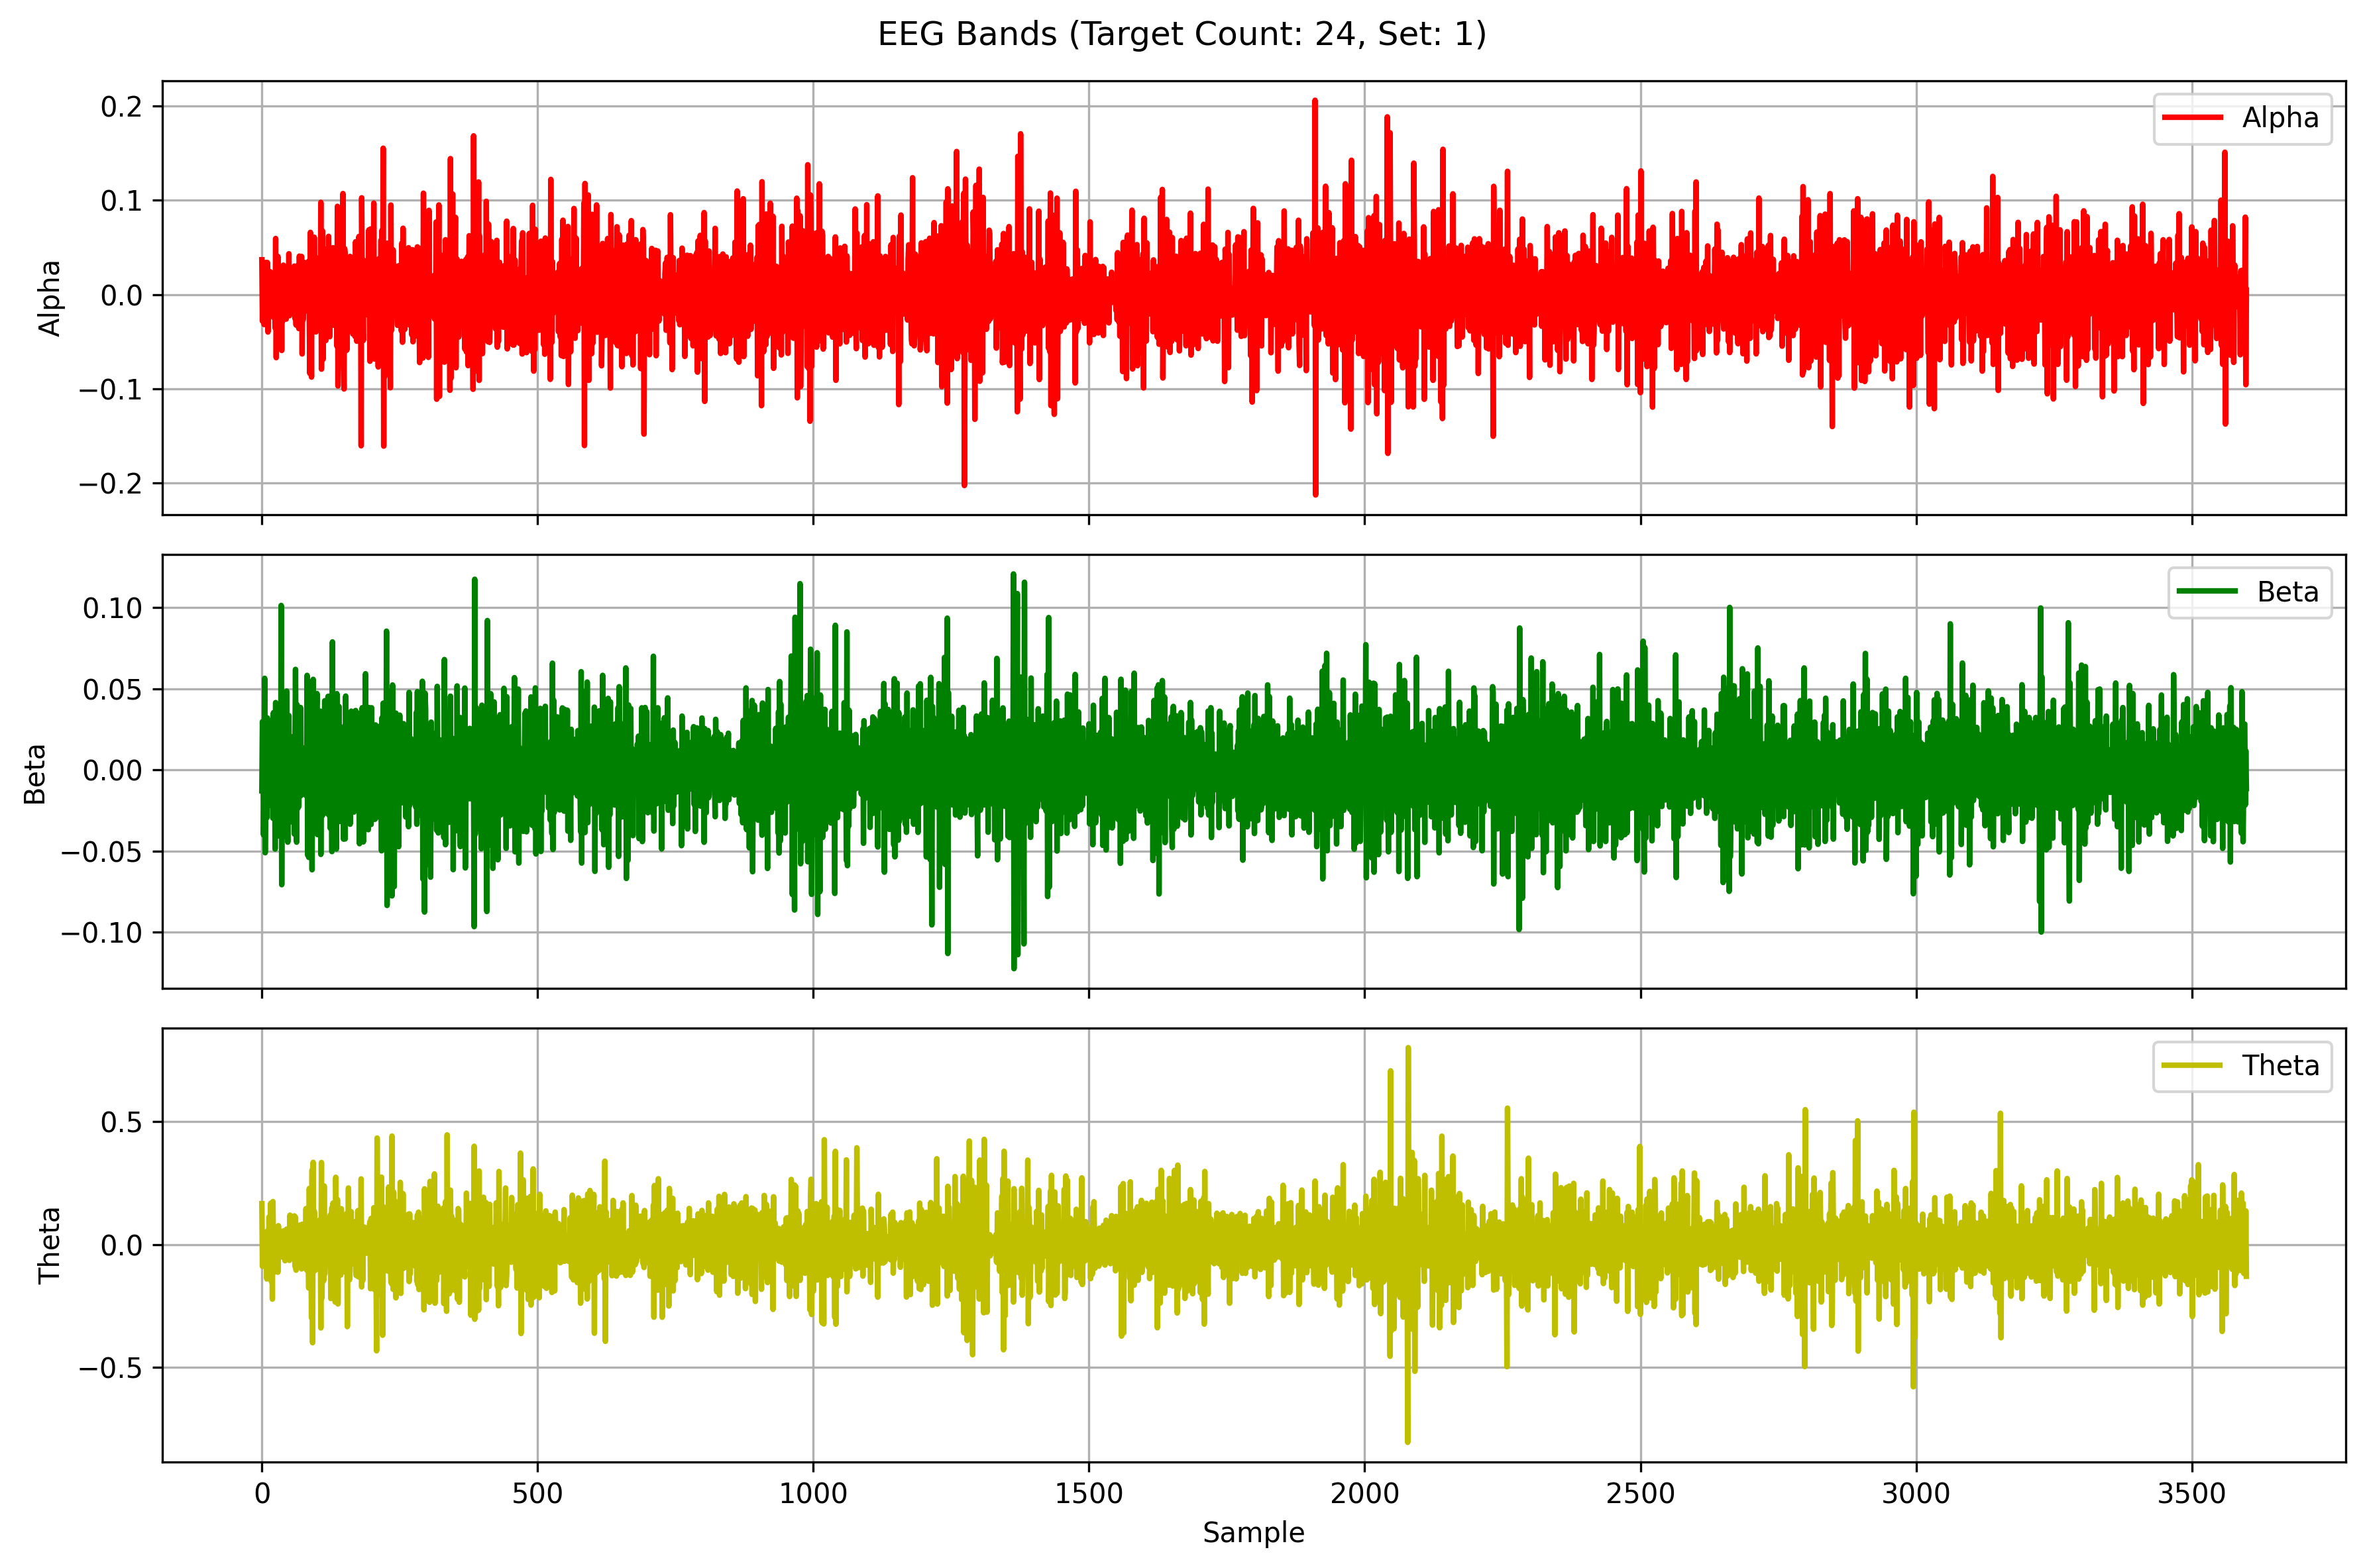 EEG Bands (Target Count: 24, Set: 1)
0.2
0.1
0.0
−0.1
−0.2
Alpha
Alpha
0.10
0.05
0.00
−0.05
−0.10
Beta
Beta
0.5
0.0
−0.5
Theta
Theta
0 500 1000 1500 2000 2500 3000 3500
Sample